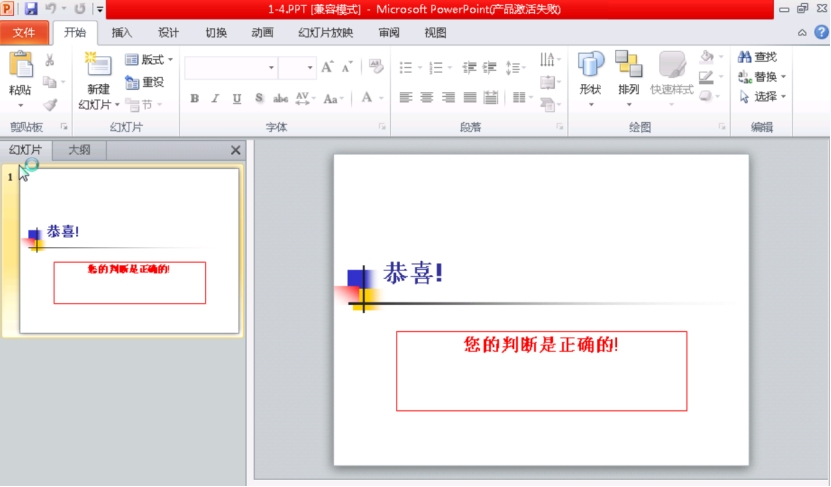 1-4.PPT [兼容模式] - Microsoft PowerPoint(产品激活失败)
文件 开始 插入 设计 切换 动画 幻灯片放映 审阅 视图
粘贴
剪贴板
新建
幻灯片
版式
重设
节
幻灯片
B I U S abc AV Aa A
字体
段落
形状
排列
快速样式
绘图
查找
替换
选择
编辑
幻灯片 大纲
1
恭喜!
您的判断是正确的!
恭喜!
您的判断是正确的!